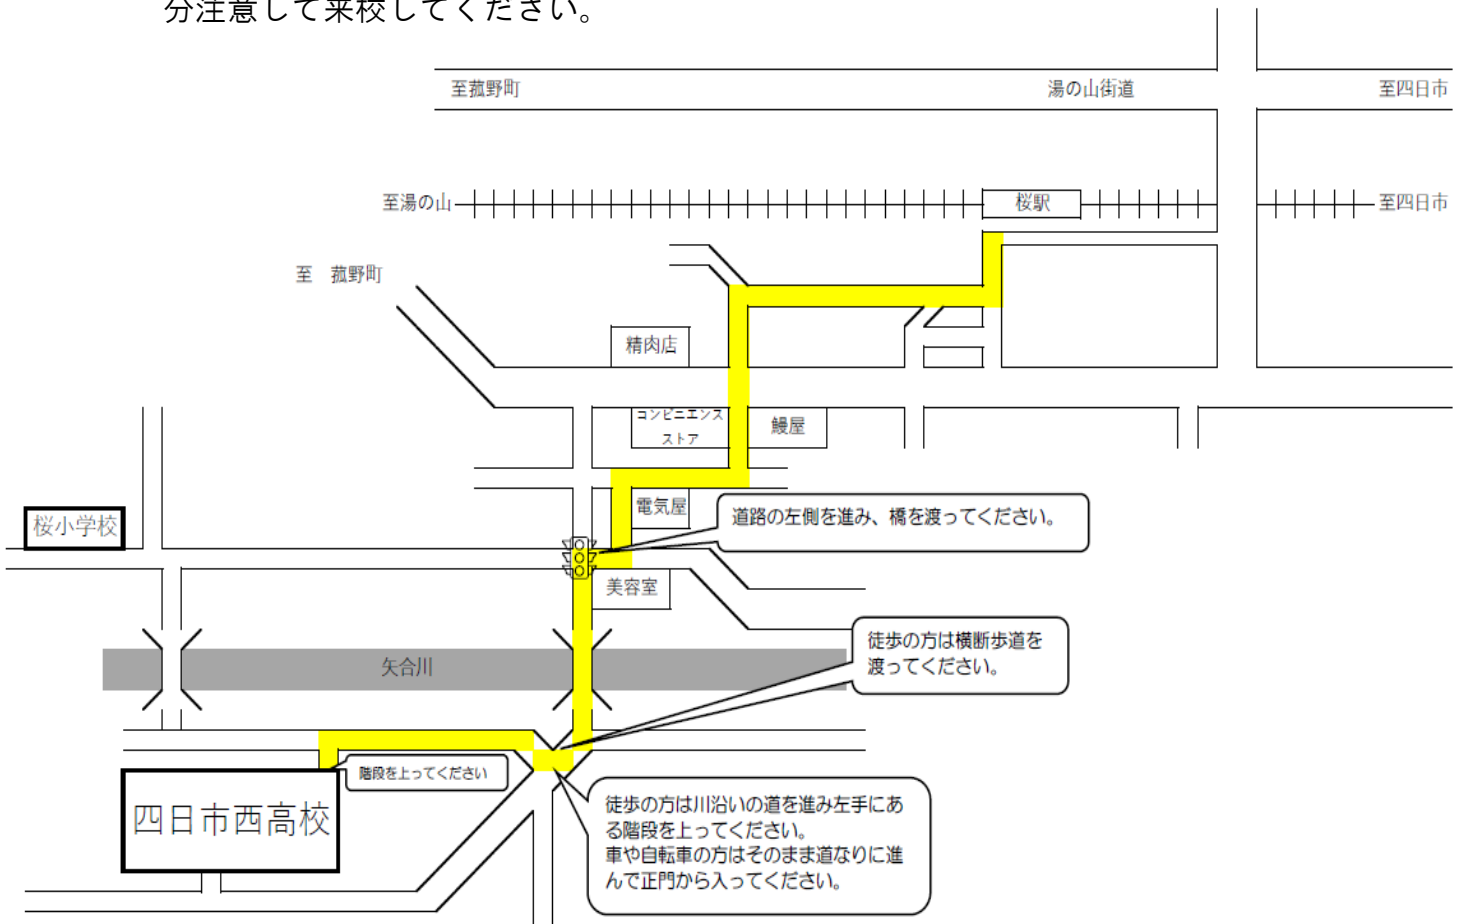 分注意して来校してください。
至菰野町
湯の山街道
至四日市
至湯の山
桜駅
至四日市
至　菰野町
精肉店
コンビニエンス
ストア
鰻屋
電気屋
道路の左側を進み、橋を渡ってください。
桜小学校
美容室
徒歩の方は横断歩道を
渡ってください。
矢合川
階段を上ってください
四日市西高校
徒歩の方は川沿いの道を進み左手にあ
る階段を上ってください。
車や自転車の方はそのまま道なりに進
んで正門から入ってください。